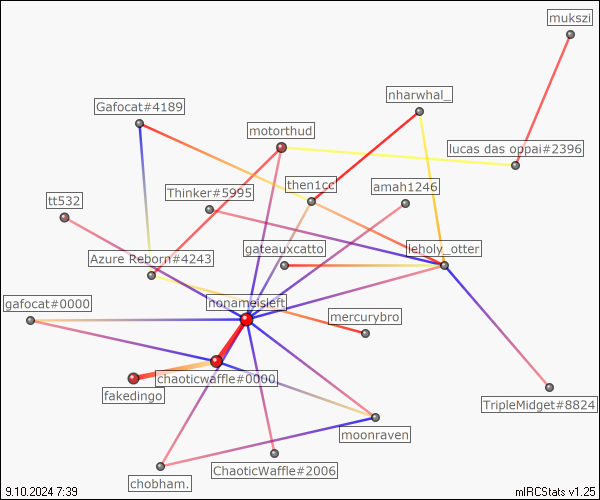 mukszi
nharwhal_
Gafocat#4189
motorthud
lucas das oppai#2396
then1cc
amah1246
Thinker#5995
tt532
gateauxcatto
leholy_otter
Azure Reborn#4243
gafocat#0000
nonameisleft
mercurybro
chaoticwaffle#0000
fakedingo
TripleMidget#8824
moonraven
ChaoticWaffle#2006
chobham.
9.10.2024 7:39
mIRCStats v1.25